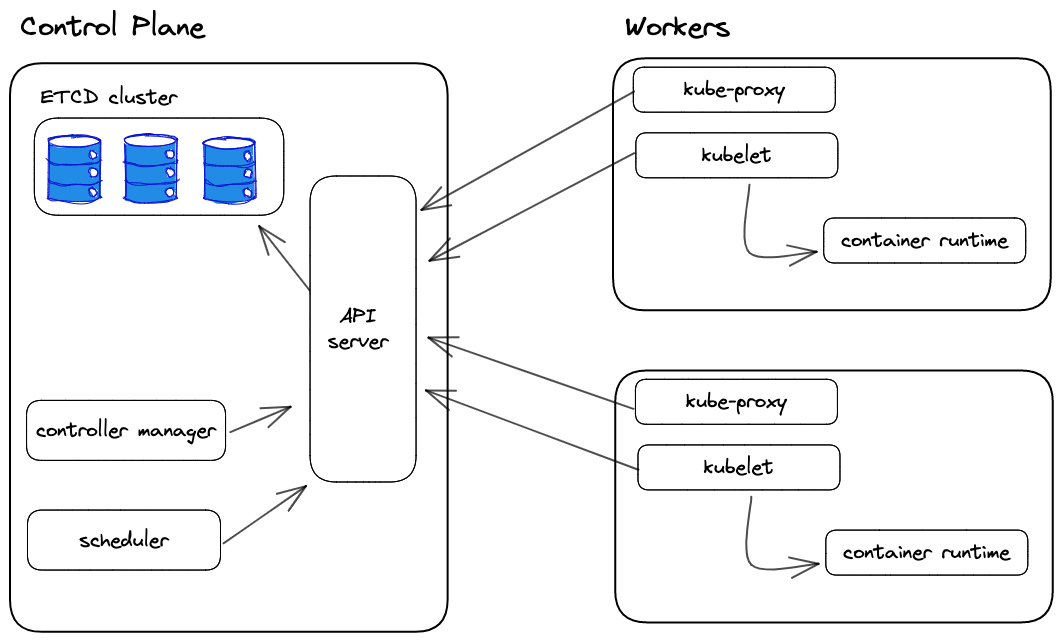 Control Plane
Workers
ETCD cluster
API
server
controller manager
scheduler
kube-proxy
kubelet
container runtime
kube-proxy
kubelet
container runtime